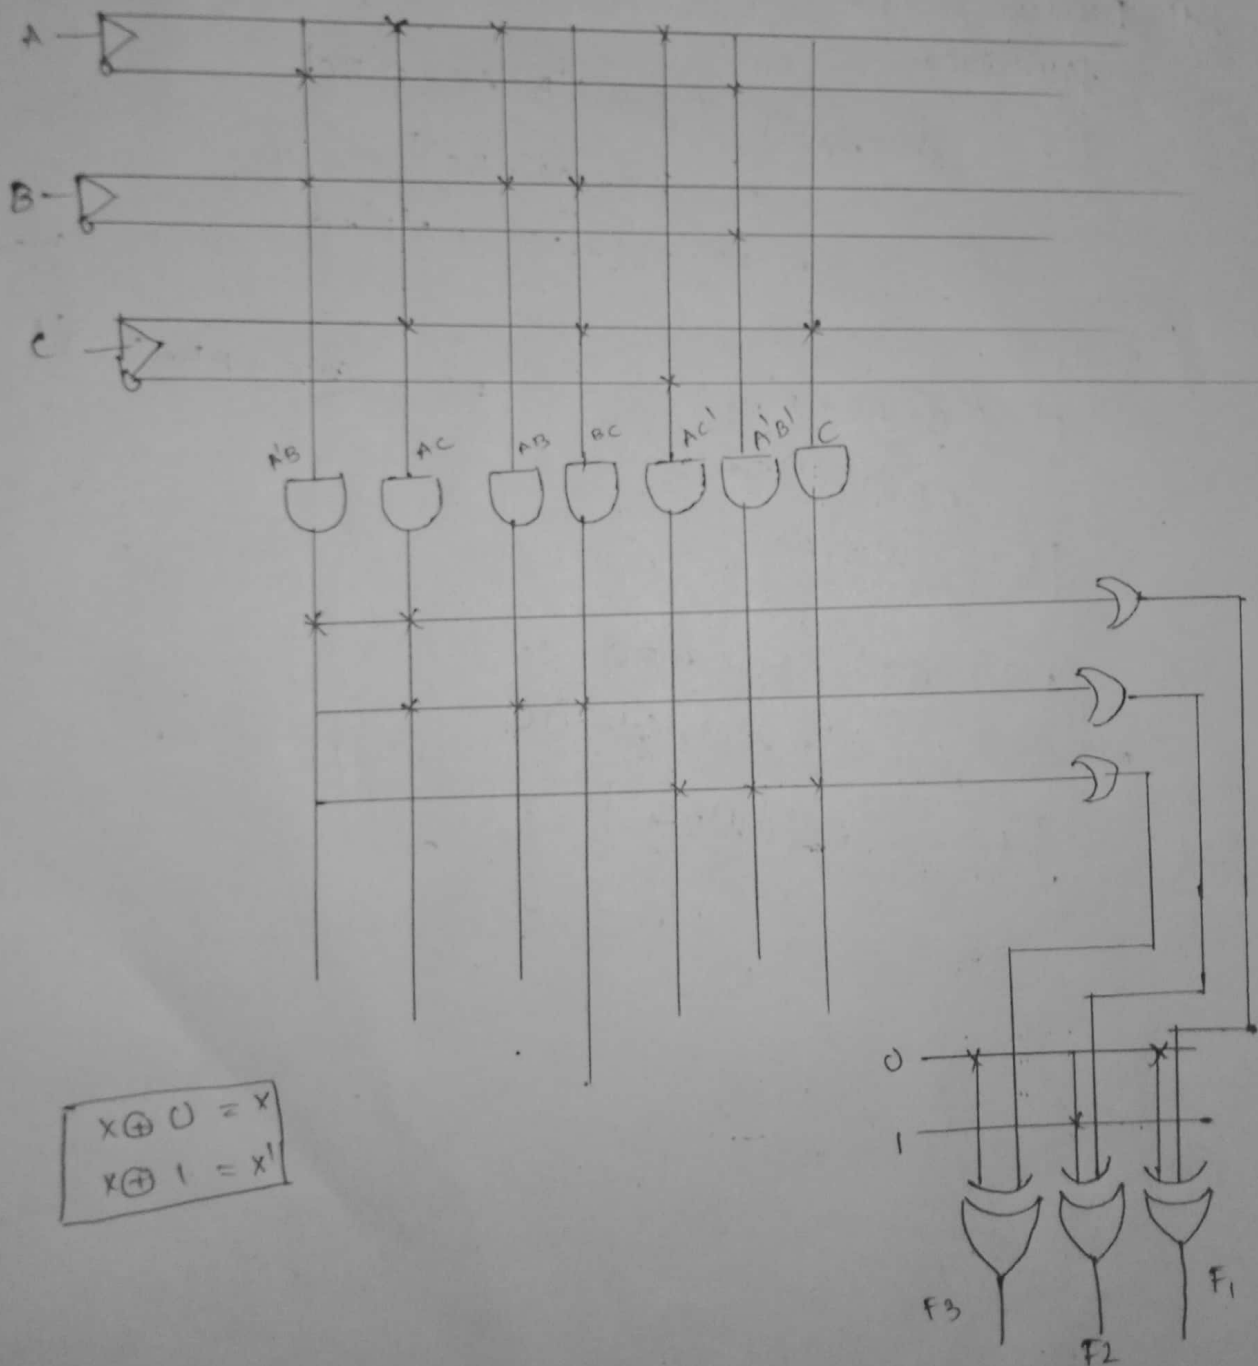 A
B
C
A'B
AC
AB
BC
AC'
A'B'
C
0
1
x⊕0 = x
x⊕1 = x'
F3
F2
F1